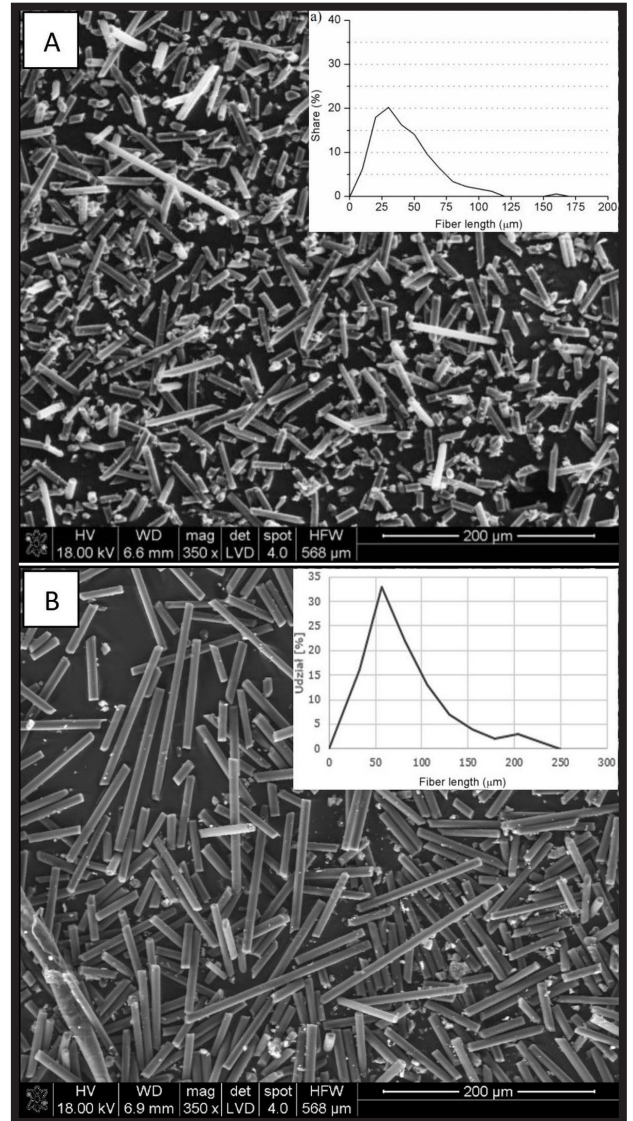 A
a)
40
30
20
10
0
Share (%)
0 25 50 75 100 125 150 175 200
Fiber length (μm)
HV WD mag det spot HFW
18.00 kV 6.6 mm 350 x LVD 4.0 568 μm
200 μm
B
35
30
25
20
15
10
5
0
Udział [%]
0 50 100 150 200 250 300
Fiber length (μm)
HV WD mag det spot HFW
18.00 kV 6.9 mm 350 x LVD 4.0 568 μm
200 μm